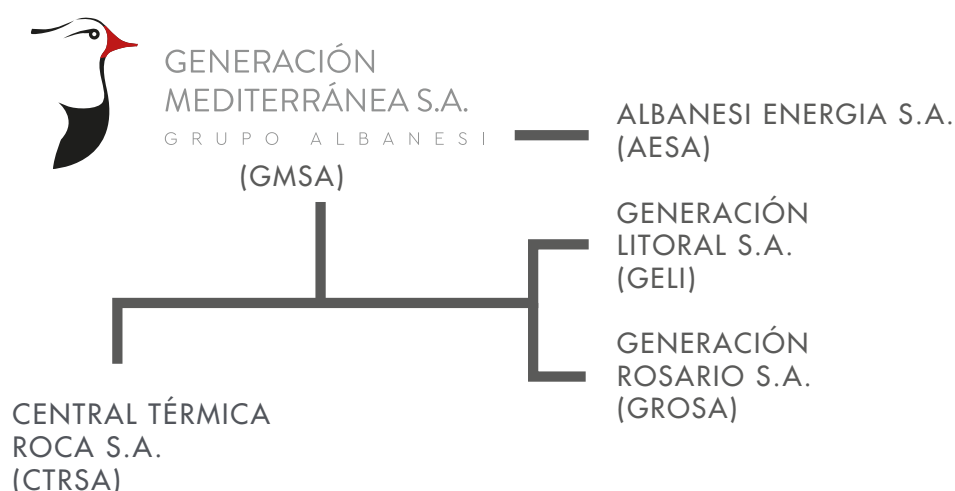 GENERACIÓN
MEDITERRÁNEA S.A.
GRUPO ALBANESI
(GMSA)
ALBANESI ENERGIA S.A.
(AESA)
GENERACIÓN
LITORAL S.A.
(GELI)
GENERACIÓN
ROSARIO S.A.
(GROSA)
CENTRAL TÉRMICA
ROCA S.A.
(CTRSA)